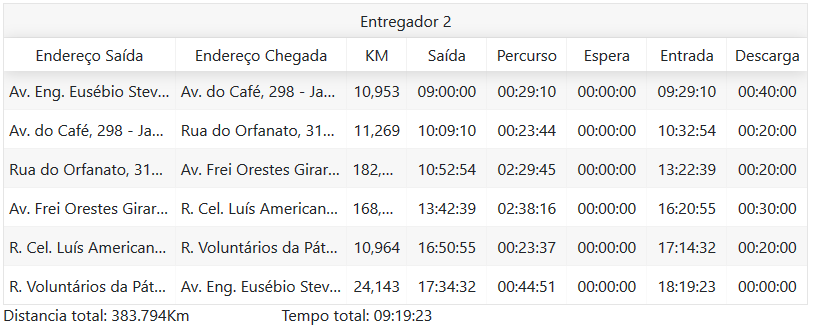 Entregador 2
Endereço Saída Endereço Chegada KM Saída Percurso Espera Entrada Descarga
Av. Eng. Eusébio Stev... Av. do Café, 298 - Ja... 10,953 09:00:00 00:29:10 00:00:00 09:29:10 00:40:00
Av. do Café, 298 - Ja... Rua do Orfanato, 31... 11,269 10:09:10 00:23:44 00:00:00 10:32:54 00:20:00
Rua do Orfanato, 31... Av. Frei Orestes Girar... 182,... 10:52:54 02:29:45 00:00:00 13:22:39 00:20:00
Av. Frei Orestes Girar... R. Cel. Luís American... 168,... 13:42:39 02:38:16 00:00:00 16:20:55 00:30:00
R. Cel. Luís American... R. Voluntários da Pát... 10,964 16:50:55 00:23:37 00:00:00 17:14:32 00:20:00
R. Voluntários da Pát... Av. Eng. Eusébio Stev... 24,143 17:34:32 00:44:51 00:00:00 18:19:23 00:00:00
Distancia total: 383.794Km Tempo total: 09:19:23